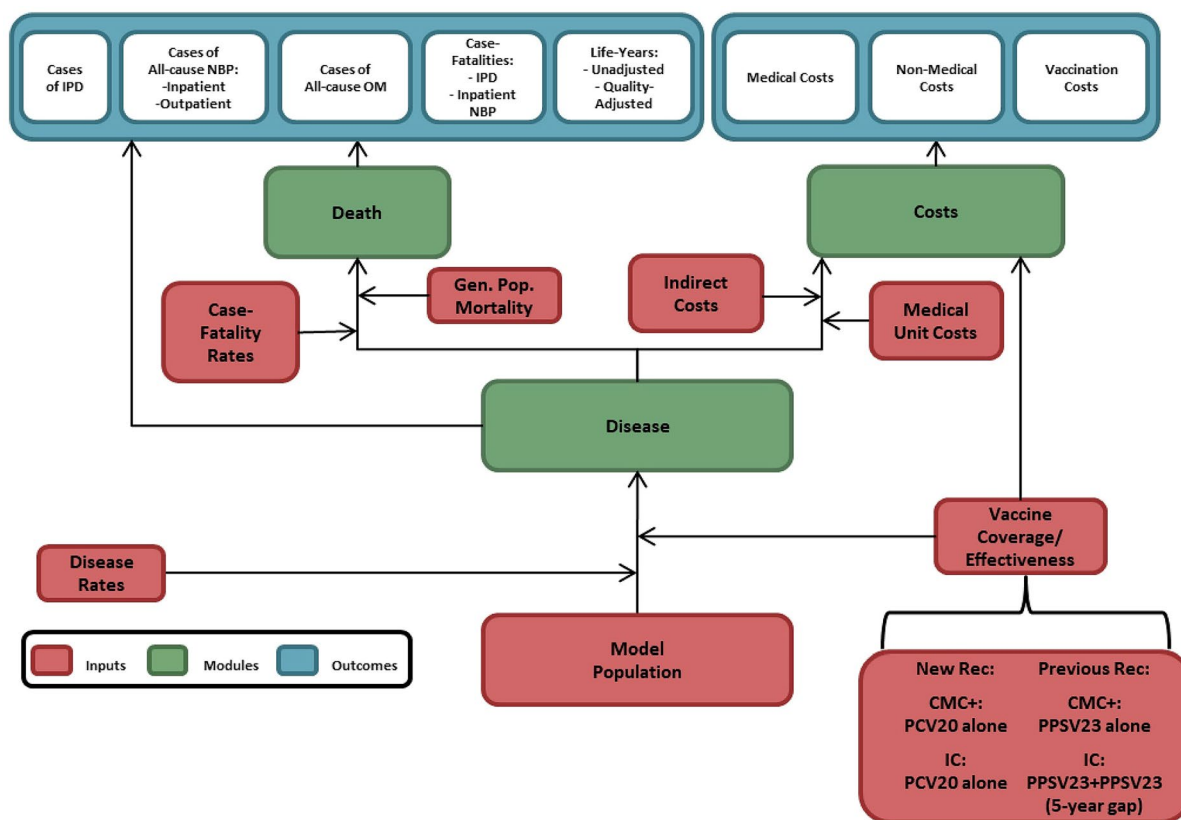 Cases
of IPD
Cases of
All-cause NBP:
-Inpatient
-Outpatient
Cases of
All-cause OM
Case-
Fatalities:
- IPD
- Inpatient
NBP
Life-Years:
- Unadjusted
- Quality-
Adjusted
Medical Costs
Non-Medical
Costs
Vaccination
Costs
Death
Costs
Case-
Fatality
Rates
Gen. Pop.
Mortality
Indirect
Costs
Medical
Unit Costs
Disease
Disease
Rates
Vaccine
Coverage/
Effectiveness
Model
Population
Inputs
Modules
Outcomes
New Rec:
CMC+:
PCV20 alone
IC:
PCV20 alone
Previous Rec:
CMC+:
PPSV23 alone
IC:
PPSV23+PPSV23
(5-year gap)